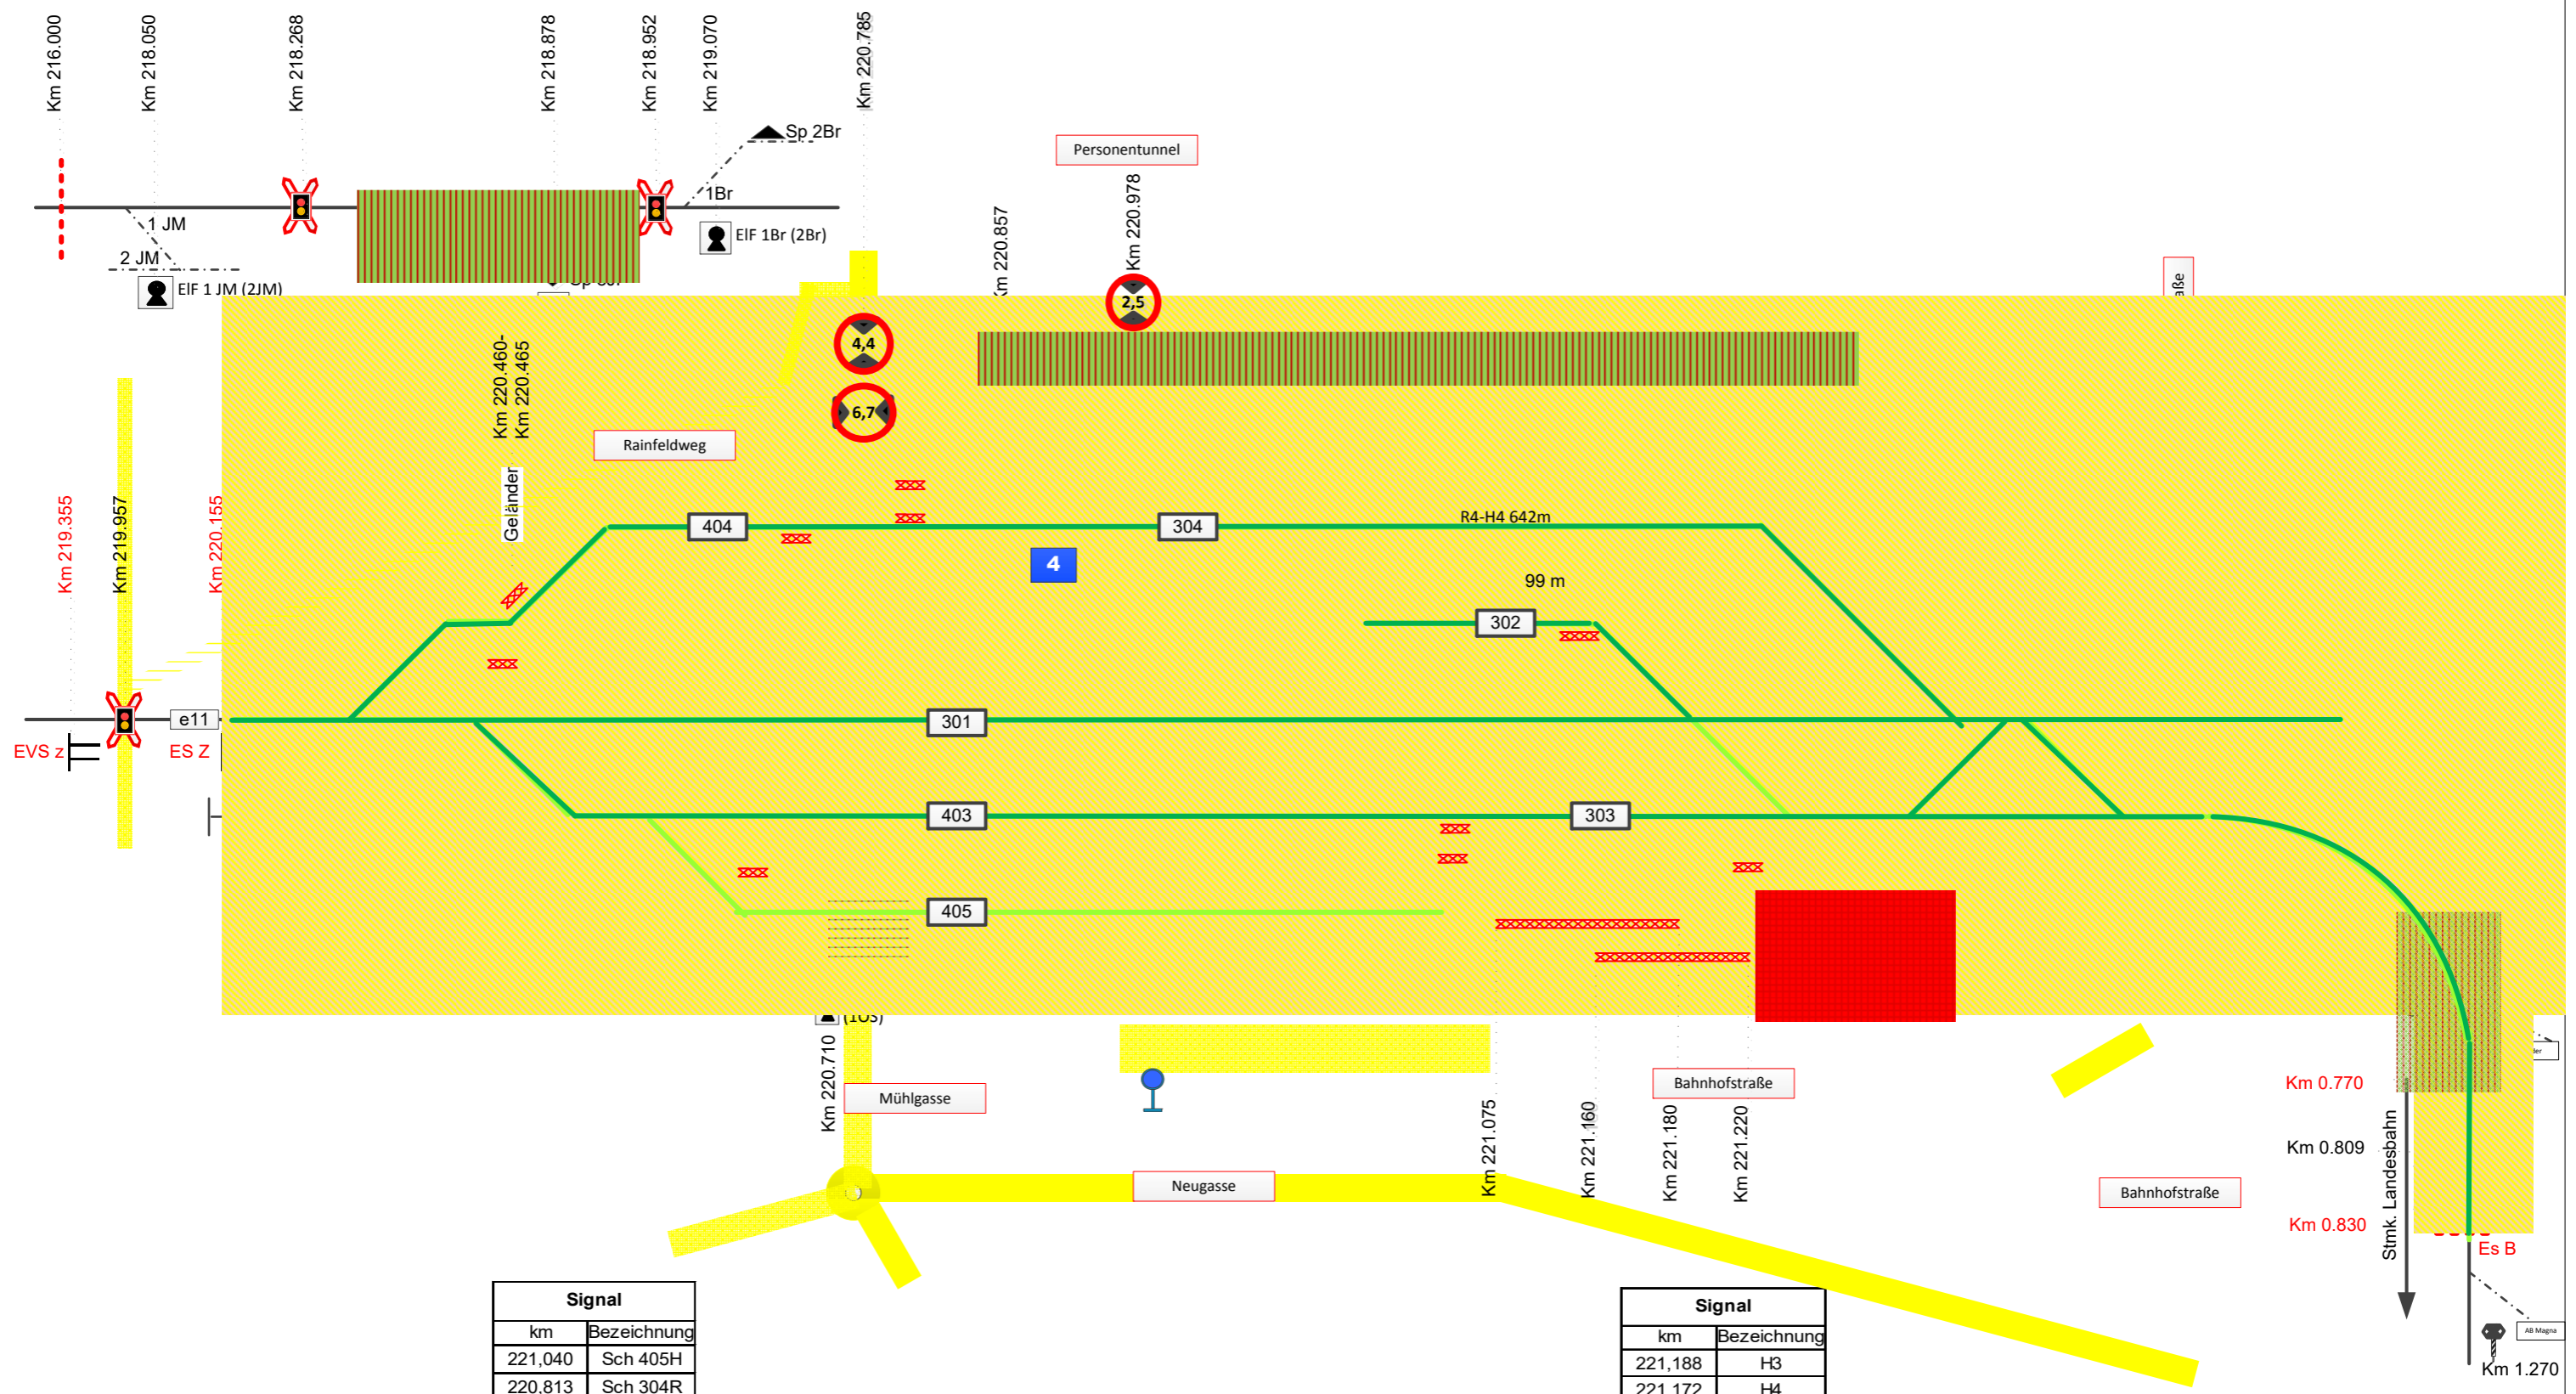 Km 216.000
Km 218.050
Km 218.268
Km 218.878
Km 218.952
Km 219.070
Km 220.785
Sp 2Br
Personentunnel
1Br
1 JM
ElF 1Br (2Br)
2 JM
ElF 1 JM (2JM)
Km 220.857
Km 220.978
2,5
4,4
6,7
Km 220.460-
Km 220.465
Rainfeldweg
Geländer
Km 219.355
Km 219.957
Km 220.155
404
304
R4-H4 642m
4
99 m
302
e11
301
EVS z
ES Z
403
303
405
(1US)
Km 220.710
Mühlgasse
Bahnhofstraße
Km 221.075
Km 221.160
Km 221.180
Km 221.220
Neugasse
Bahnhofstraße
Km 0.770
Km 0.809
Km 0.830
Stmk. Landesbahn
Es B
AB Magna
Km 1.270
Signal
km Bezeichnung
221,040 Sch 405H
220,813 Sch 304R
Signal
km Bezeichnung
221,188 H3
221,172 H4